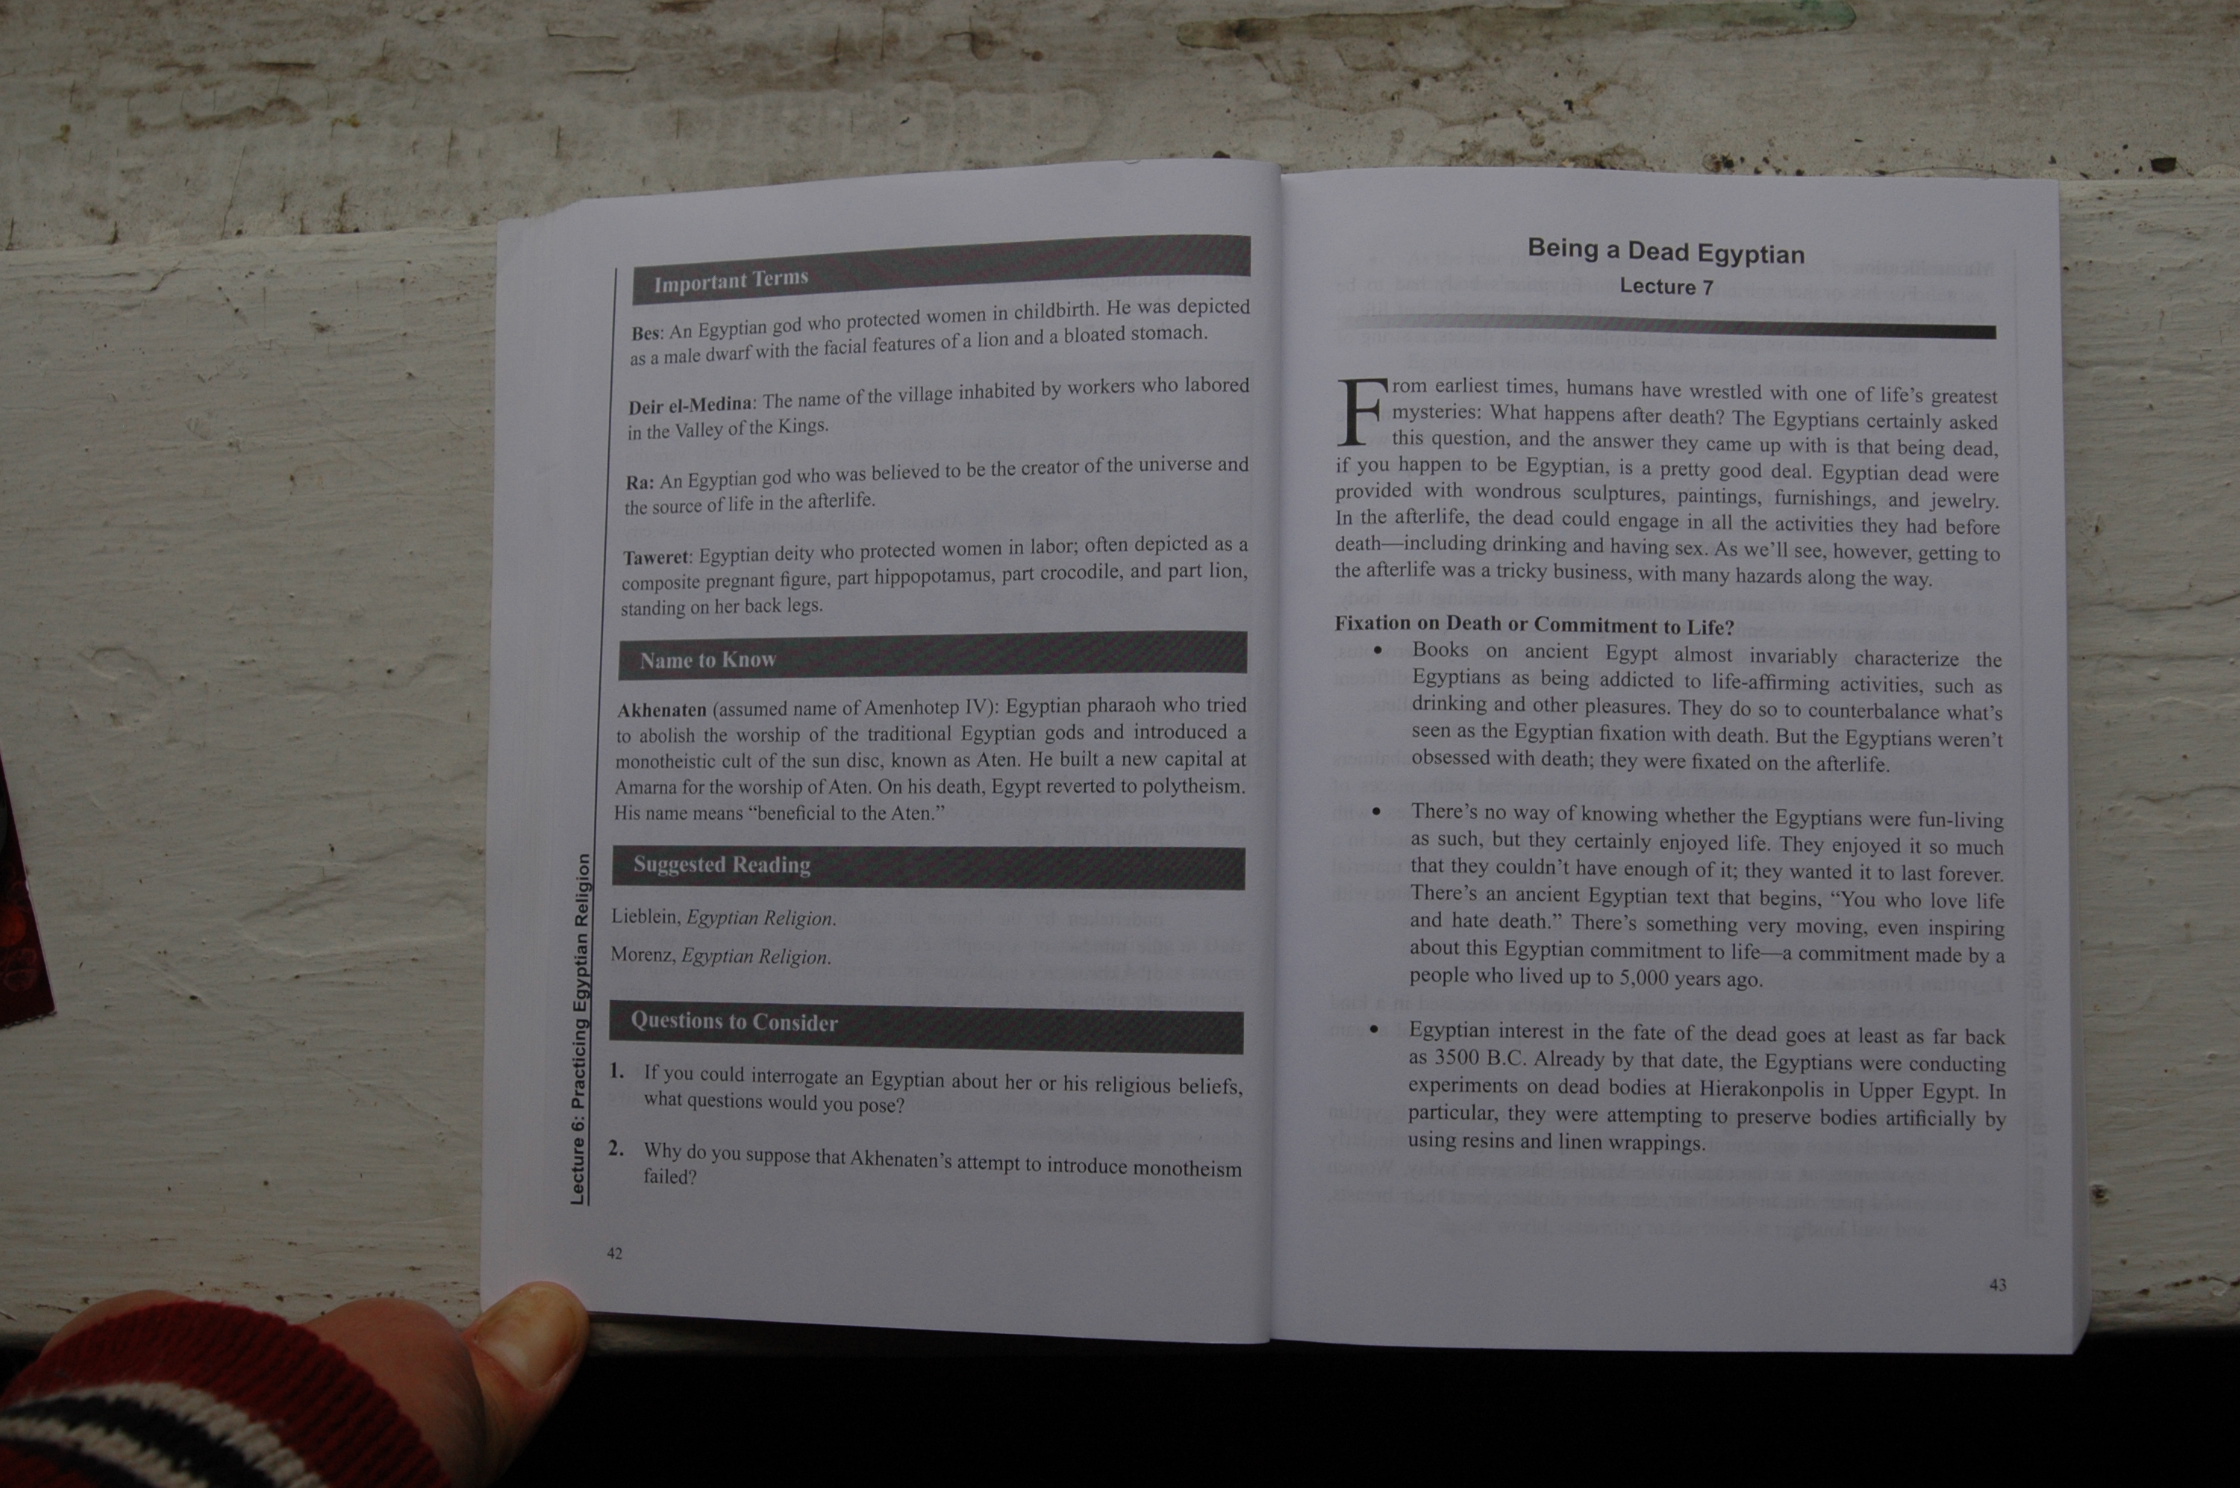 Important Terms
Bes: An Egyptian god who protected women in childbirth. He was depicted
as a male dwarf with the facial features of a lion and a bloated stomach.
Deir el-Medina: The name of the village inhabited by workers who labored
in the Valley of the Kings.
Ra: An Egyptian god who was believed to be the creator of the universe and
the source of life in the afterlife.
Taweret: Egyptian deity who protected women in labor; often depicted as a
composite pregnant figure, part hippopotamus, part crocodile, and part lion,
standing on her back legs.
Name to Know
Akhenaten (assumed name of Amenhotep IV): Egyptian pharaoh who tried
to abolish the worship of the traditional Egyptian gods and introduced a
monotheistic cult of the sun disc, known as Aten. He built a new capital at
Amarna for the worship of Aten. On his death, Egypt reverted to polytheism.
His name means “beneficial to the Aten.”
Suggested Reading
Lieblein, Egyptian Religion.
Morenz, Egyptian Religion.
Questions to Consider
1. If you could interrogate an Egyptian about her or his religious beliefs,
what questions would you pose?
2. Why do you suppose that Akhenaten’s attempt to introduce monotheism
failed?
Lecture 6: Practicing Egyptian Religion
42
Being a Dead Egyptian
Lecture 7
From earliest times, humans have wrestled with one of life’s greatest
mysteries: What happens after death? The Egyptians certainly asked
this question, and the answer they came up with is that being dead,
if you happen to be Egyptian, is a pretty good deal. Egyptian dead were
provided with wondrous sculptures, paintings, furnishings, and jewelry.
In the afterlife, the dead could engage in all the activities they had before
death—including drinking and having sex. As we’ll see, however, getting to
the afterlife was a tricky business, with many hazards along the way.
Fixation on Death or Commitment to Life?
• Books on ancient Egypt almost invariably characterize the
Egyptians as being addicted to life-affirming activities, such as
drinking and other pleasures. They do so to counterbalance what’s
seen as the Egyptian fixation with death. But the Egyptians weren’t
obsessed with death; they were fixated on the afterlife.
• There’s no way of knowing whether the Egyptians were fun-living
as such, but they certainly enjoyed life. They enjoyed it so much
that they couldn’t have enough of it; they wanted it to last forever.
There’s an ancient Egyptian text that begins, “You who love life
and hate death.” There’s something very moving, even inspiring
about this Egyptian commitment to life—a commitment made by a
people who lived up to 5,000 years ago.
• Egyptian interest in the fate of the dead goes at least as far back
as 3500 B.C. Already by that date, the Egyptians were conducting
experiments on dead bodies at Hierakonpolis in Upper Egypt. In
particular, they were attempting to preserve bodies artificially by
using resins and linen wrappings.
43